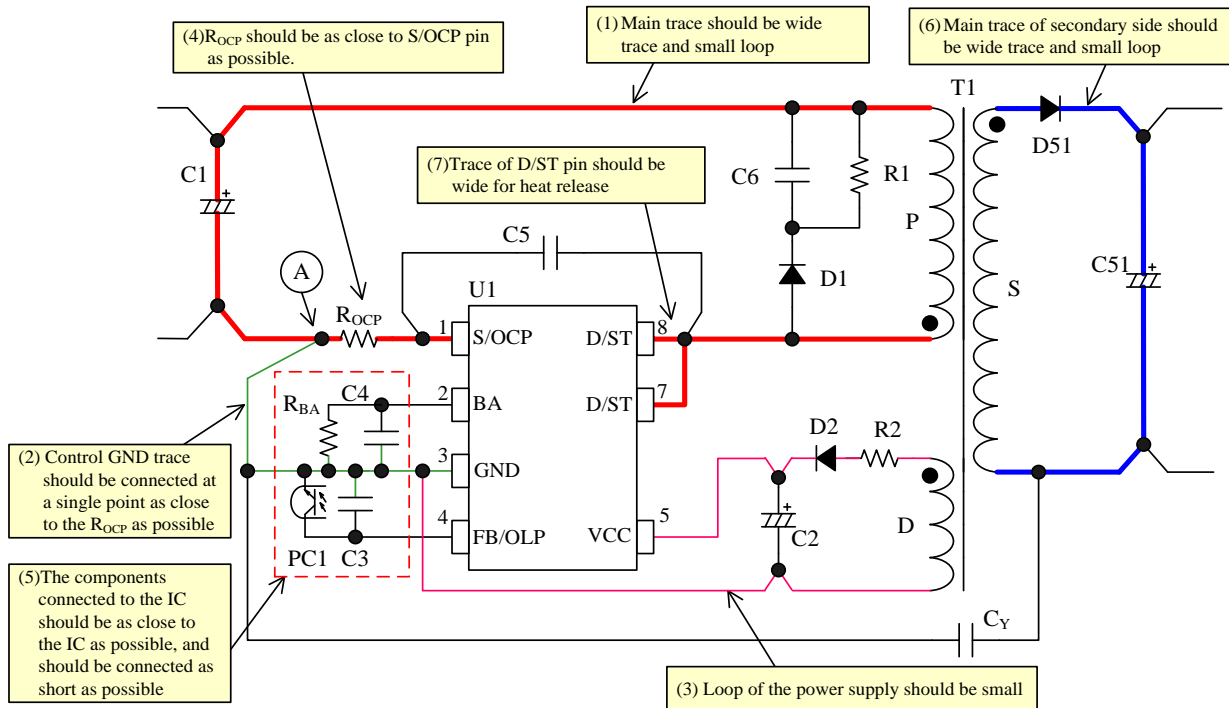 (1) Main trace should be wide
trace and small loop
(6) Main trace of secondary side should
be wide trace and small loop
(4) ROCP should be as close to S/OCP pin
as possible.
T1
D51
(7) Trace of D/ST pin should be
wide for heat release
C1
+
C6
R1
P
S
C51
+
C5
D1
A
ROCP
U1
1
S/OCP
D/ST
8
2
BA
D/ST
7
3
GND
4
FB/OLP
VCC
5
C4
RBA
PC1
C3
D2
R2
+
C2
D
CY
(2) Control GND trace
should be connected at
a single point as close
to the ROCP as possible
(5) The components
connected to the IC
should be as close to
the IC as possible, and
should be connected as
short as possible
(3) Loop of the power supply should be small